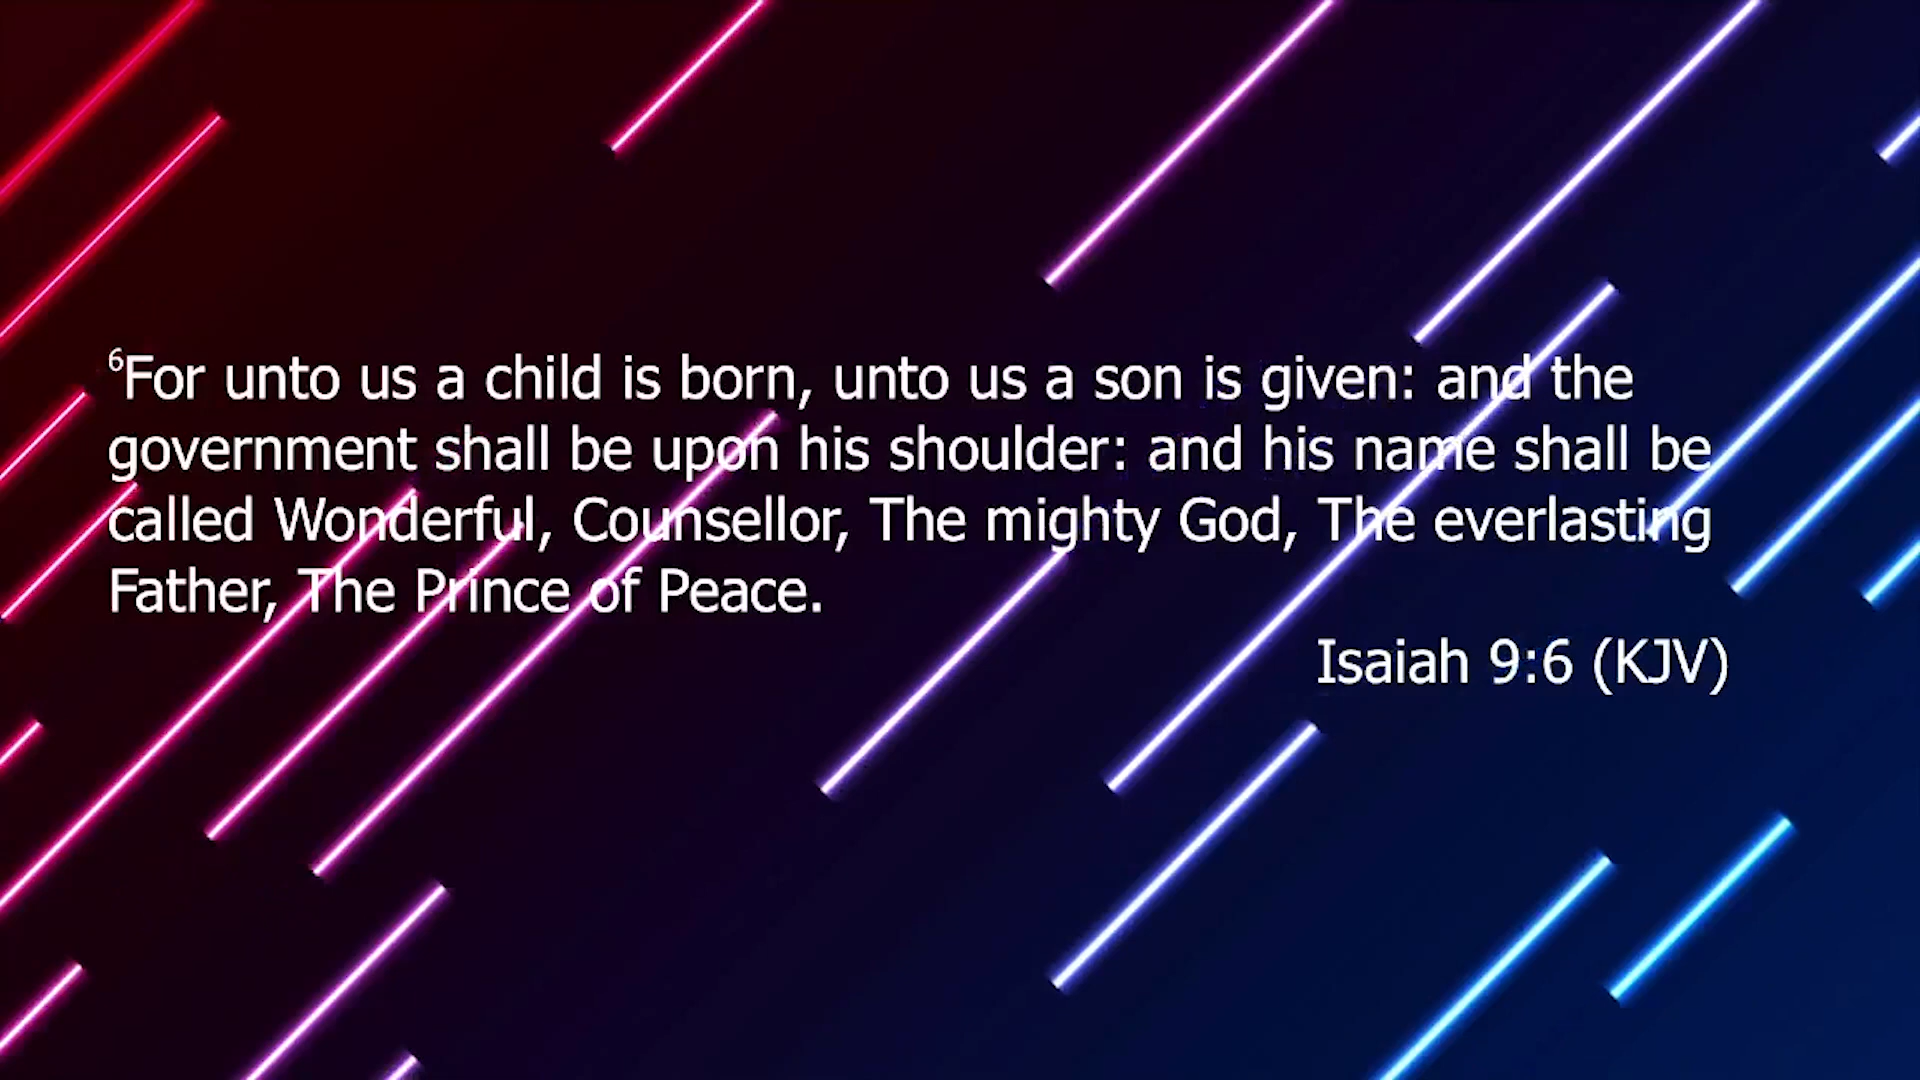 ⁶For unto us a child is born, unto us a son is given: and the
government shall be upon his shoulder: and his name shall be
called Wonderful, Counsellor, The mighty God, The everlasting
Father, The Prince of Peace.
Isaiah 9:6 (KJV)